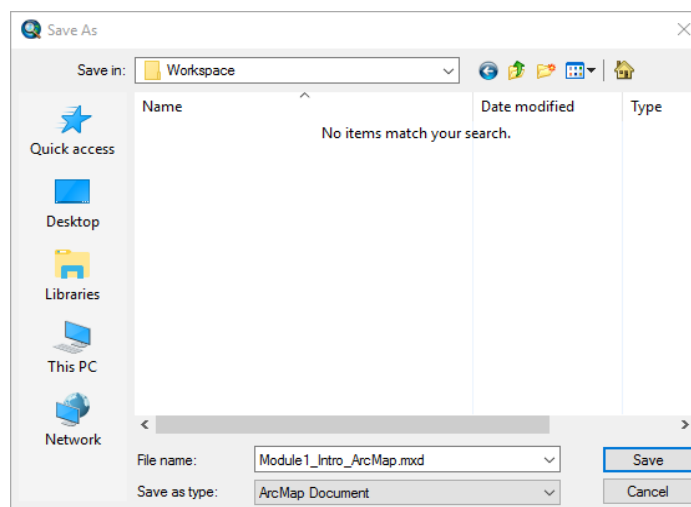 Save As
Save in: Workspace
Name Date modified Type
No items match your search.
Quick access
Desktop
Libraries
This PC
Network
File name: Module1_Intro_ArcMap.mxd Save
Save as type: ArcMap Document Cancel